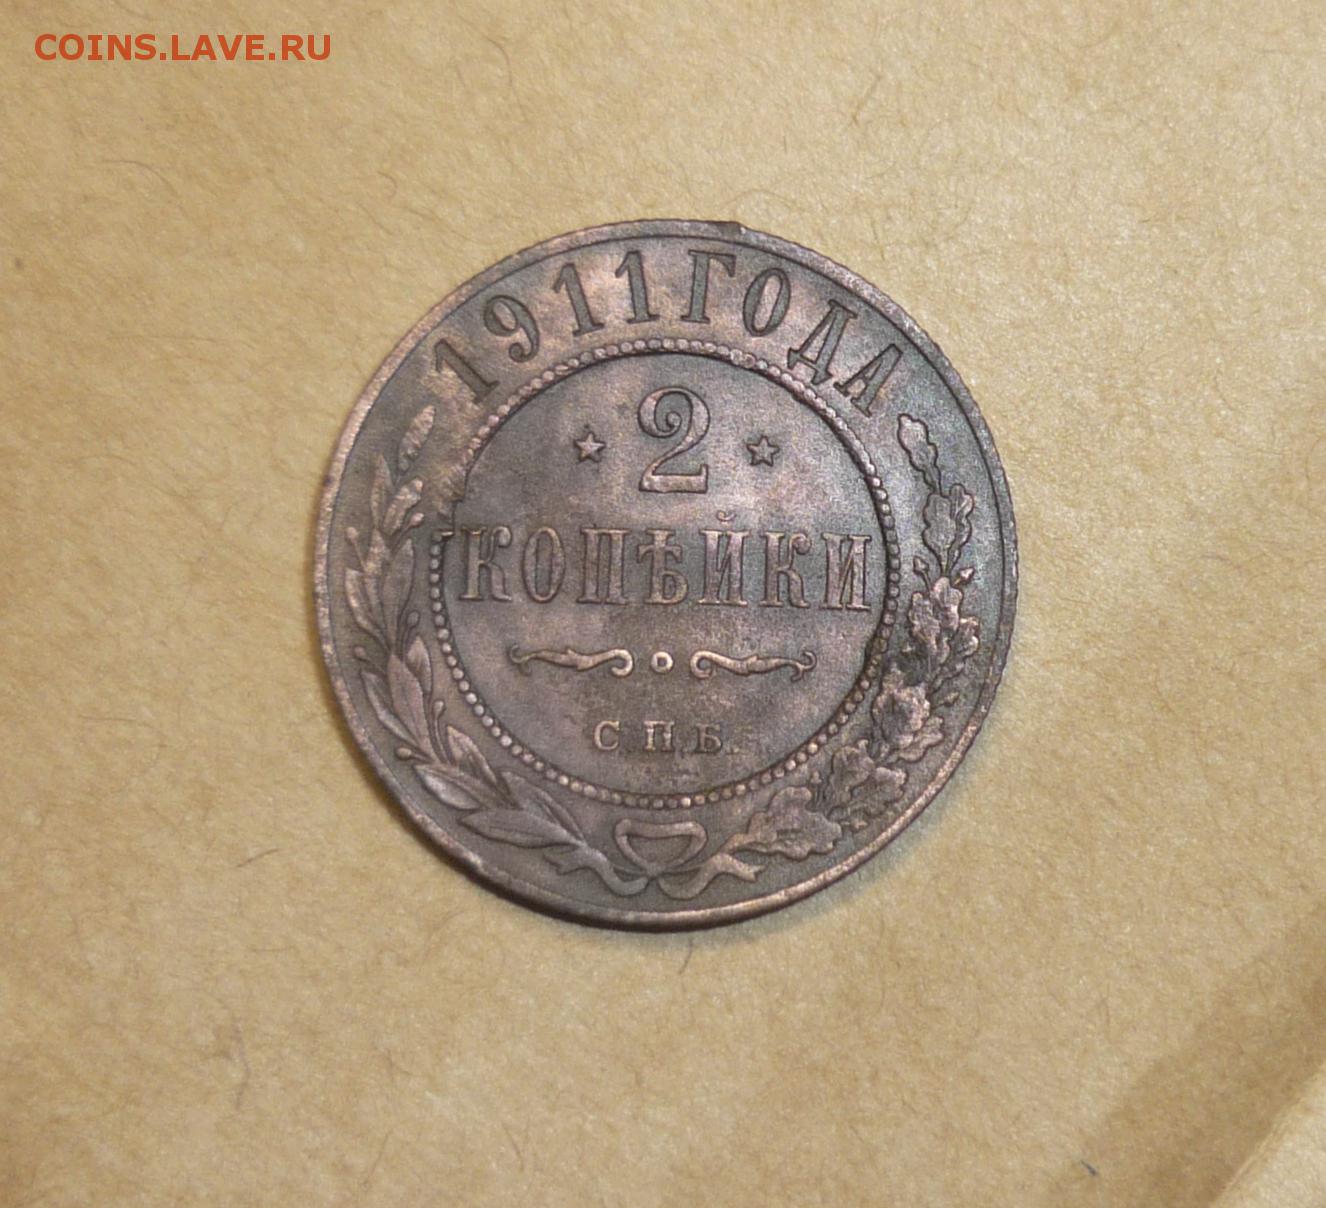 COINS.LAVE.RU
1911 ГОДА
2
КОПѢЙКИ
С.П.Б.